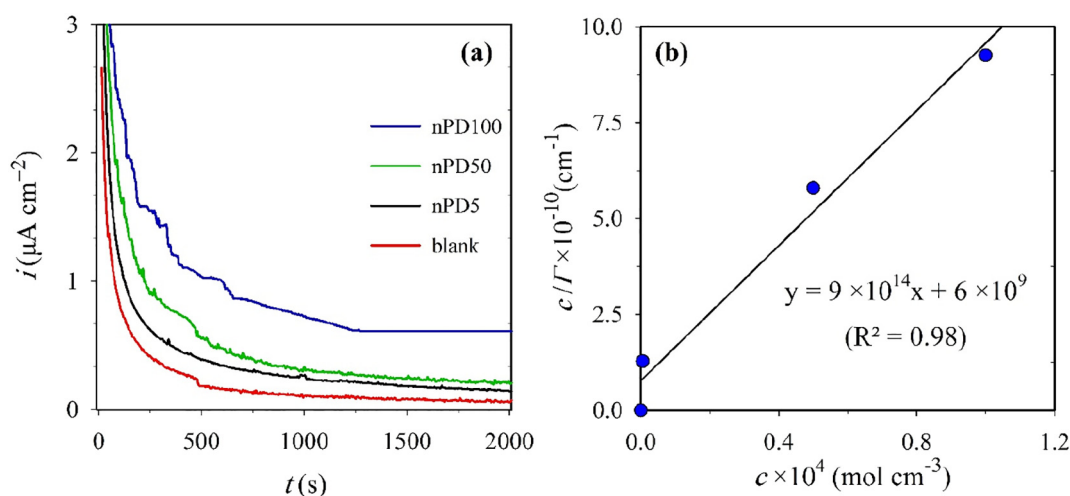 (a)
3
2
1
0
i (µA cm⁻²)
nPD100
nPD50
nPD5
blank
0
500
1000
1500
2000
t (s)
(b)
10.0
7.5
5.0
2.5
0.0
c/Γ×10⁻¹⁰(cm⁻¹)
y = 9 ×10¹⁴x + 6 ×10⁹
(R² = 0.98)
0.0
0.4
0.8
1.2
c ×10⁴ (mol cm⁻³)